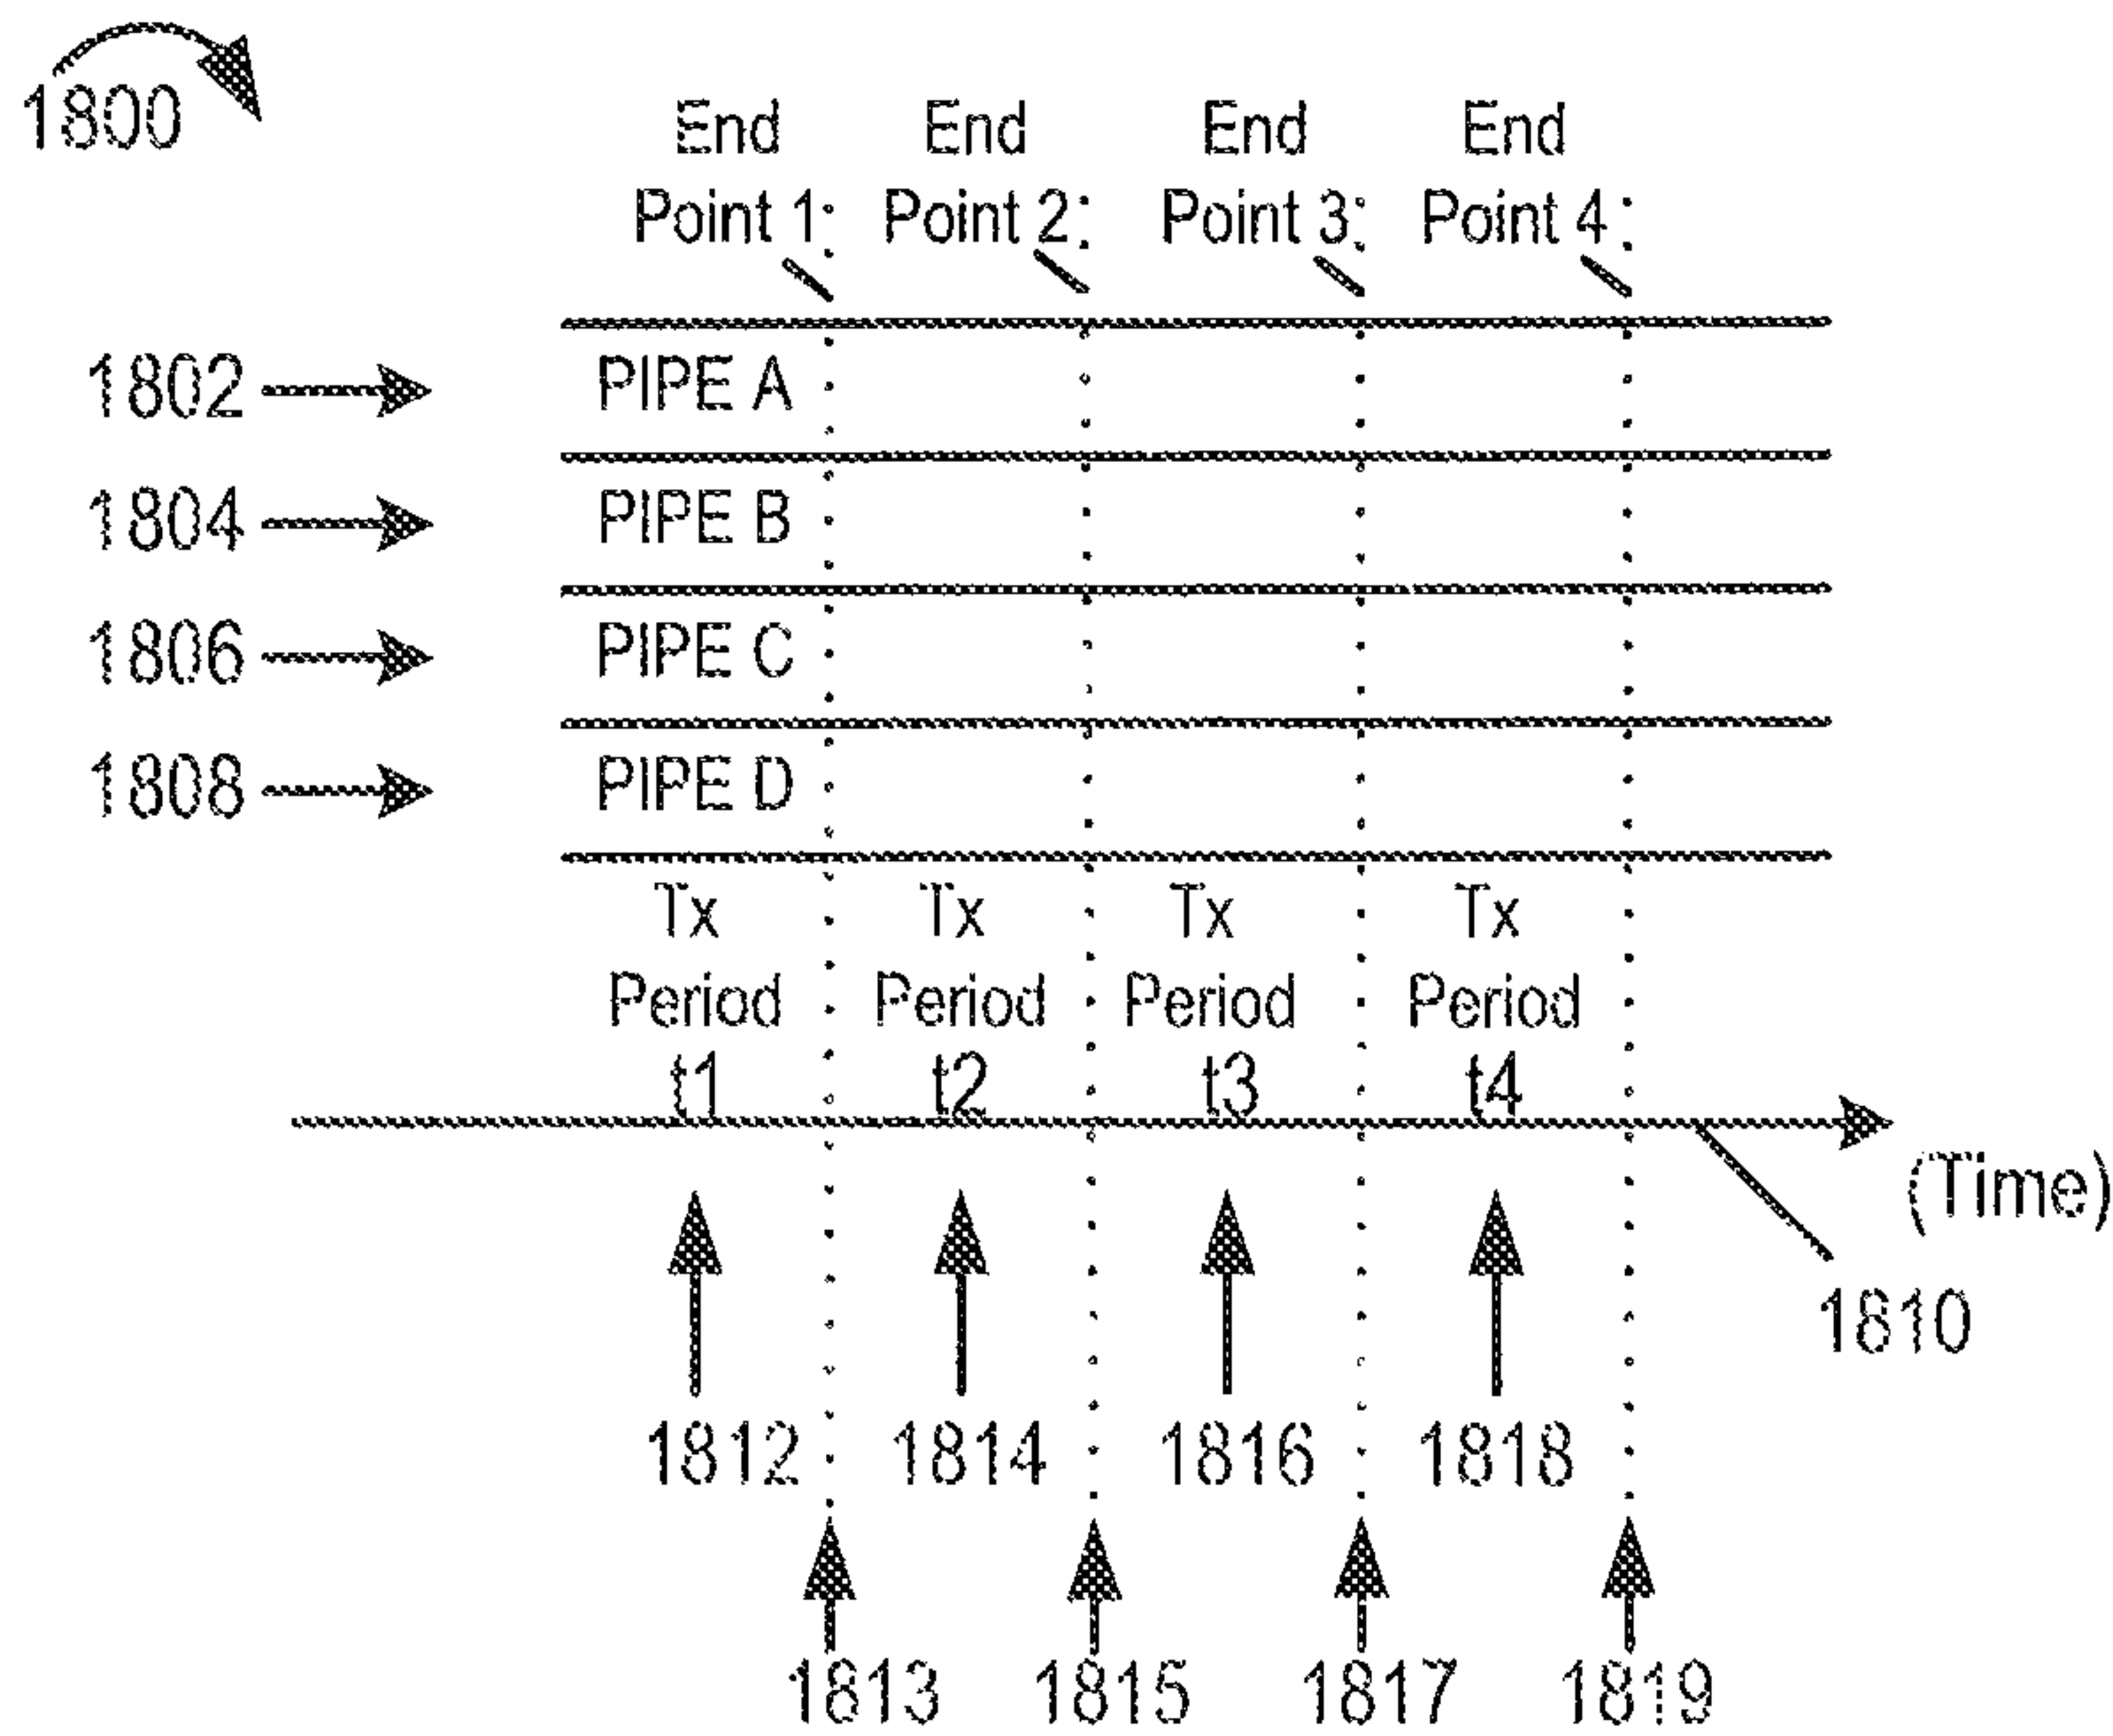 1800
End End End End
Point 1 Point 2 Point 3 Point 4
1802 PIPE A
1804 PIPE B
1806 PIPE C
1808 PIPE D
Tx Tx Tx Tx
Period Period Period Period
t1 t2 t3 t4
(Time)
1810
1812 1814 1816 1818
1813 1815 1817 1819